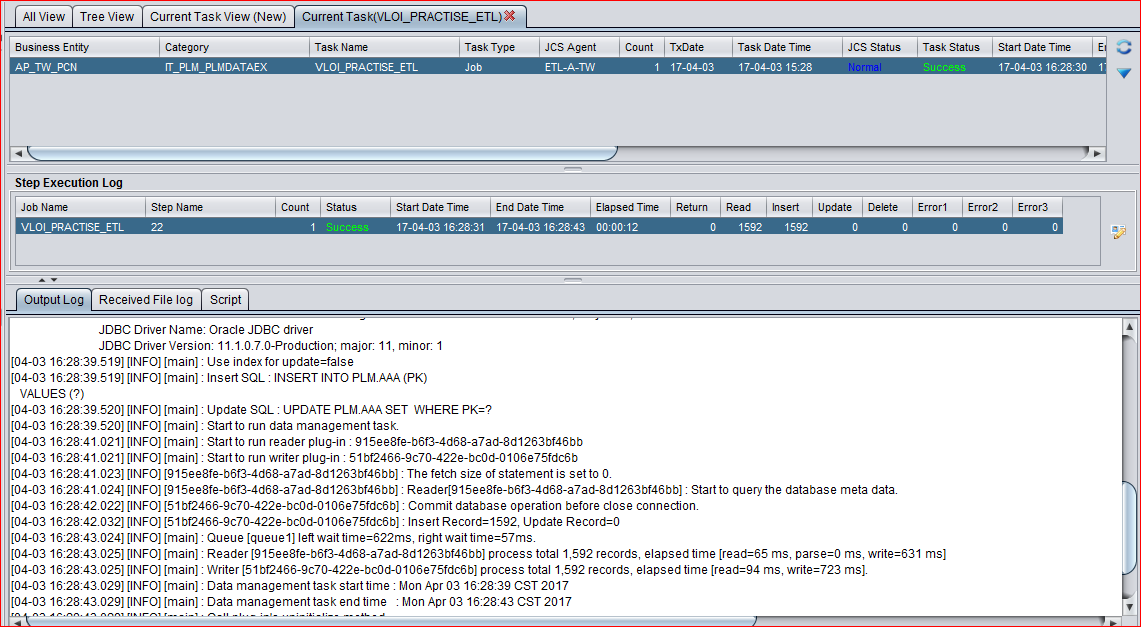 All View Tree View Current Task View (New) Current Task(VLOI_PRACTISE_ETL)
Business Entity Category Task Name Task Type JCS Agent Count TxDate Task Date Time JCS Status Task Status Start Date Time
AP_TW_PCN IT_PLM_PLMDATAEX VLOI_PRACTISE_ETL Job ETL-A-TW 1 17-04-03 17-04-03 15:28 Normal Success 17-04-03 16:28:30
Step Execution Log
Job Name Step Name Count Status Start Date Time End Date Time Elapsed Time Return Read Insert Update Delete Error1 Error2 Error3
VLOI_PRACTISE_ETL 22 1 Success 17-04-03 16:28:31 17-04-03 16:28:43 00:00:12 0 1592 1592 0 0 0 0 0
Output Log Received File log Script
JDBC Driver Name: Oracle JDBC driver
JDBC Driver Version: 11.1.0.7.0-Production; major: 11, minor: 1
[04-03 16:28:39.519] [INFO] [main] : Use index for update=false
[04-03 16:28:39.519] [INFO] [main] : Insert SQL : INSERT INTO PLM.AAA (PK)
VALUES (?)
[04-03 16:28:39.520] [INFO] [main] : Update SQL : UPDATE PLM.AAA SET  WHERE PK=?
[04-03 16:28:39.520] [INFO] [main] : Start to run data management task.
[04-03 16:28:41.021] [INFO] [main] : Start to run reader plug-in : 915ee8fe-b6f3-4d68-a7ad-8d1263bf46bb
[04-03 16:28:41.021] [INFO] [main] : Start to run writer plug-in : 51bf2466-9c70-422e-bc0d-0106e75fdc6b
[04-03 16:28:41.023] [INFO] [915ee8fe-b6f3-4d68-a7ad-8d1263bf46bb] : The fetch size of statement is set to 0.
[04-03 16:28:41.024] [INFO] [915ee8fe-b6f3-4d68-a7ad-8d1263bf46bb] : Reader[915ee8fe-b6f3-4d68-a7ad-8d1263bf46bb] : Start to query the database meta data.
[04-03 16:28:42.022] [INFO] [51bf2466-9c70-422e-bc0d-0106e75fdc6b] : Commit database operation before close connection.
[04-03 16:28:42.032] [INFO] [51bf2466-9c70-422e-bc0d-0106e75fdc6b] : Insert Record=1592, Update Record=0
[04-03 16:28:43.024] [INFO] [main] : Queue [queue1] left wait time=622ms, right wait time=57ms.
[04-03 16:28:43.025] [INFO] [main] : Reader [915ee8fe-b6f3-4d68-a7ad-8d1263bf46bb] process total 1,592 records, elapsed time [read=65 ms, parse=0 ms, write=631 ms]
[04-03 16:28:43.025] [INFO] [main] : Writer [51bf2466-9c70-422e-bc0d-0106e75fdc6b] process total 1,592 records, elapsed time [read=94 ms, write=723 ms].
[04-03 16:28:43.029] [INFO] [main] : Data management task start time : Mon Apr 03 16:28:39 CST 2017
[04-03 16:28:43.029] [INFO] [main] : Data management task end time   : Mon Apr 03 16:28:43 CST 2017